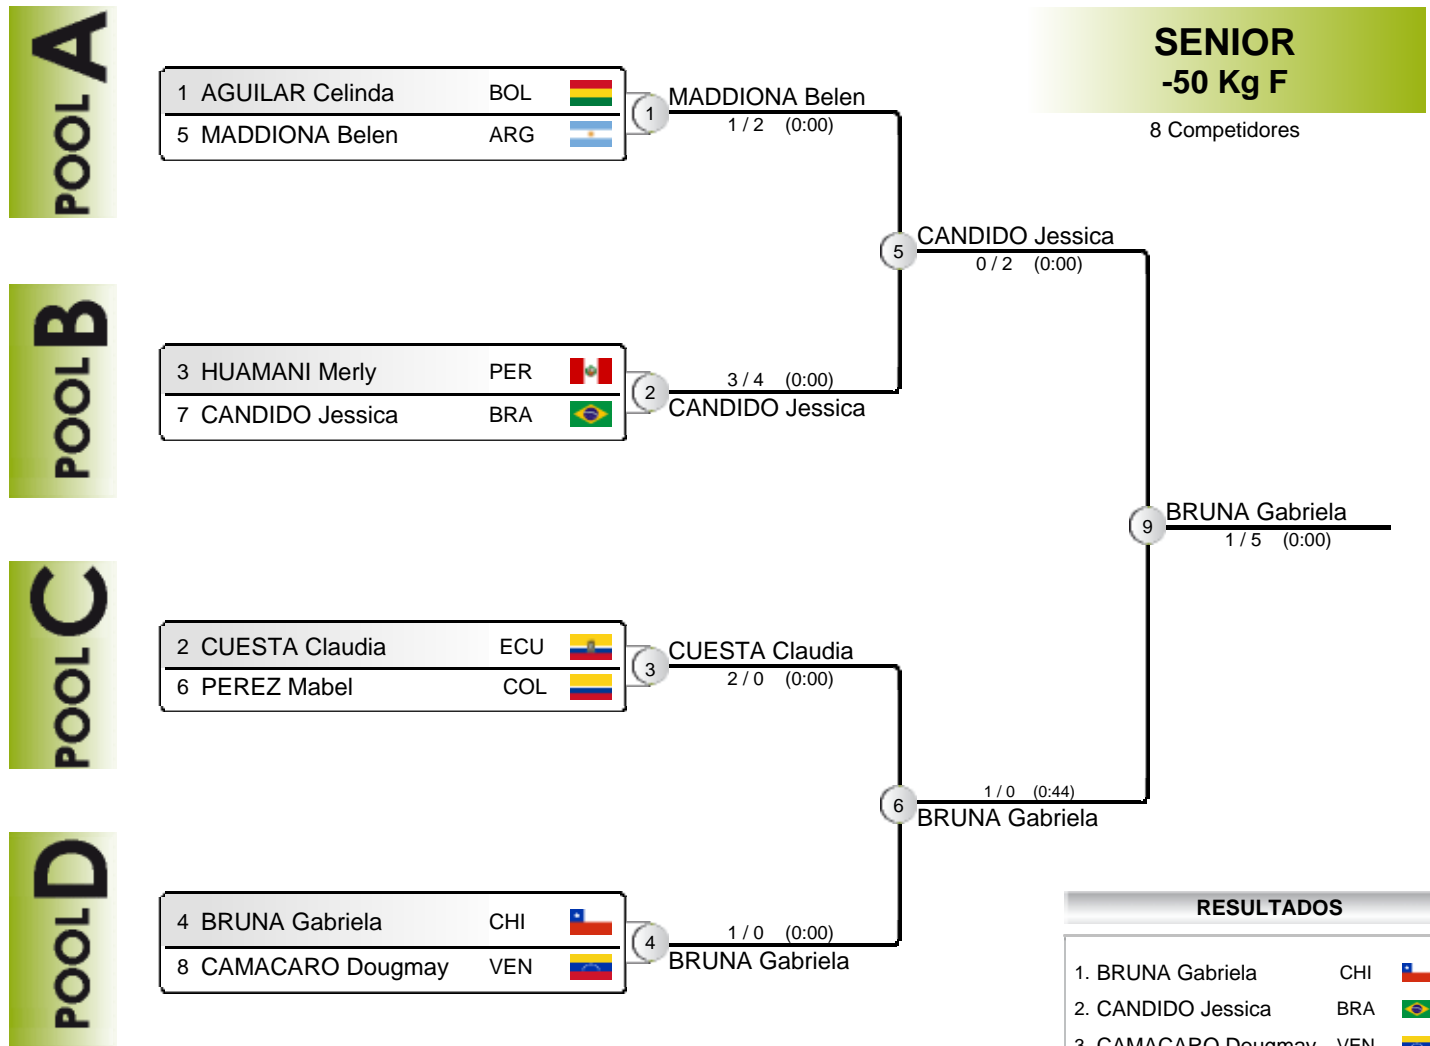 POOL A
SENIOR
-50 Kg F
8 Competidores
1 AGUILAR Celinda BOL
5 MADDIONA Belen ARG
1
MADDIONA Belen
1 / 2 (0:00)
5
CANDIDO Jessica
0 / 2 (0:00)
POOL B
3 HUAMANI Merly PER
7 CANDIDO Jessica BRA
2
3 / 4 (0:00)
CANDIDO Jessica
9
BRUNA Gabriela
1 / 5 (0:00)
POOL C
2 CUESTA Claudia ECU
6 PEREZ Mabel COL
3
CUESTA Claudia
2 / 0 (0:00)
6
1 / 0 (0:44)
BRUNA Gabriela
POOL D
4 BRUNA Gabriela CHI
8 CAMACARO Dougmay VEN
4
1 / 0 (0:00)
BRUNA Gabriela
RESULTADOS
1. BRUNA Gabriela CHI
2. CANDIDO Jessica BRA
3. CAMACARO Dougmay VEN